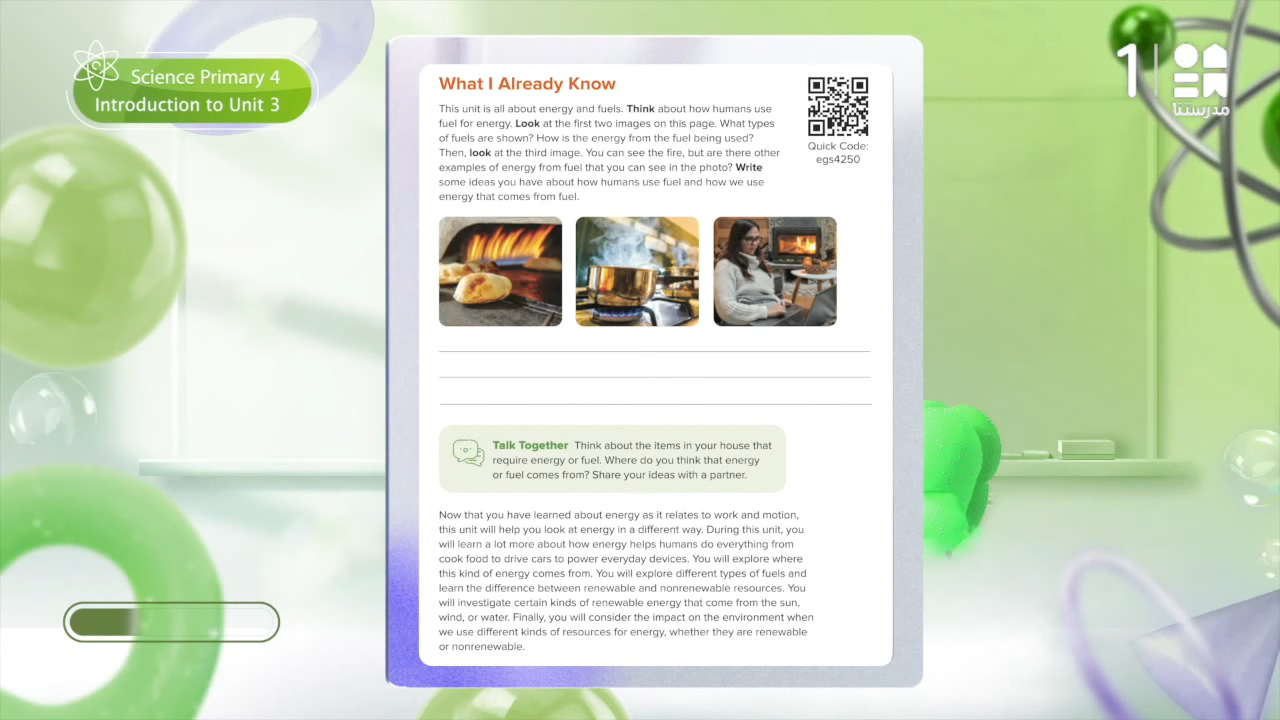 Science Primary 4
Introduction to Unit 3
1
مدرستنا
What I Already Know
This unit is all about energy and fuels. Think about how humans use
fuel for energy. Look at the first two images on this page. What types
of fuels are shown? How is the energy from the fuel being used?
Then, look at the third image. You can see the fire, but are there other
examples of energy from fuel that you can see in the photo? Write
some ideas you have about how humans use fuel and how we use
energy that comes from fuel.
Quick Code:
egs4250
Talk Together Think about the items in your house that
require energy or fuel. Where do you think that energy
or fuel comes from? Share your ideas with a partner.
Now that you have learned about energy as it relates to work and motion,
this unit will help you look at energy in a different way. During this unit, you
will learn a lot more about how energy helps humans do everything from
cook food to drive cars to power everyday devices. You will explore where
this kind of energy comes from. You will explore different types of fuels and
learn the difference between renewable and nonrenewable resources. You
will investigate certain kinds of renewable energy that come from the sun,
wind, or water. Finally, you will consider the impact on the environment when
we use different kinds of resources for energy, whether they are renewable
or nonrenewable.